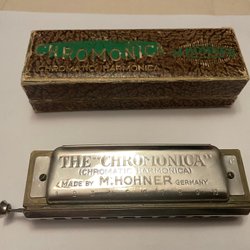 "CHROMONICA"
CHROMATIC HARMONICA
THE "CHROMONICA"
(CHROMATIC HARMONICA)
MADE BY M. HOHNER GERMANY